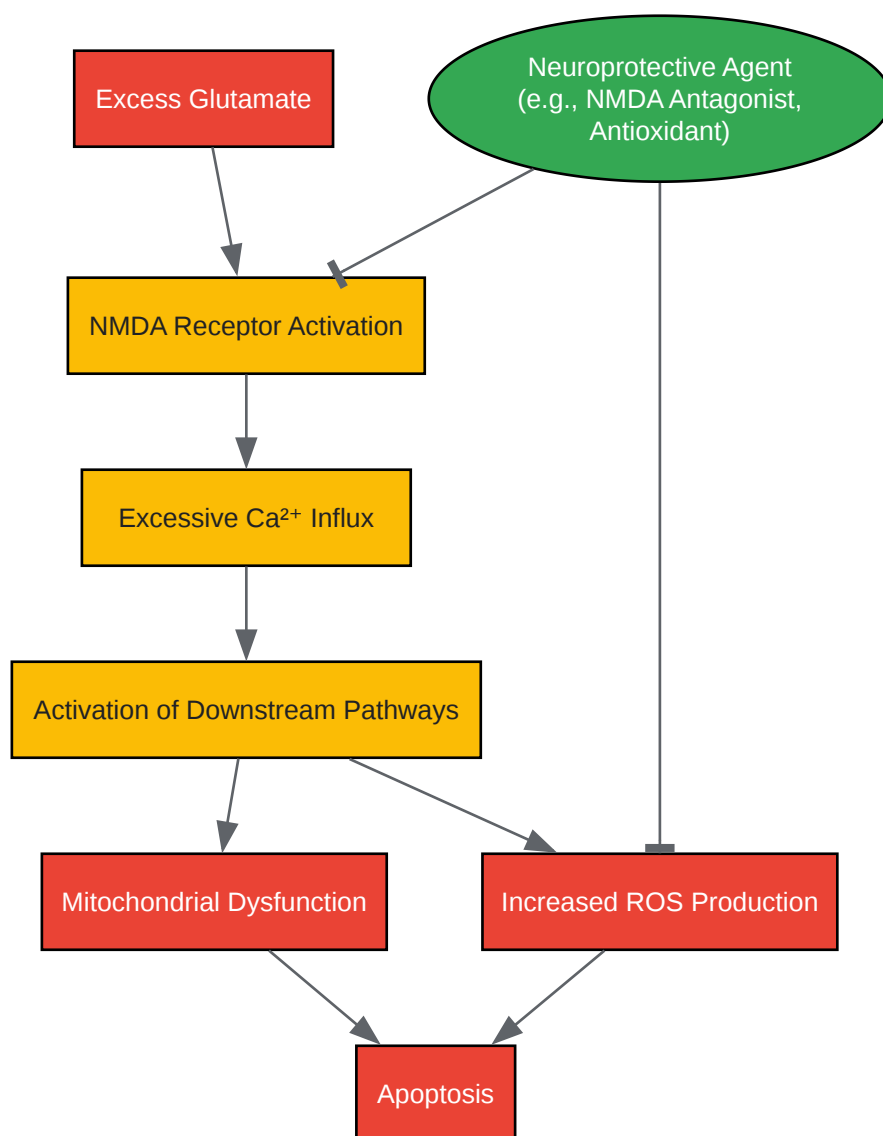 Excess Glutamate
Neuroprotective Agent
(e.g., NMDA Antagonist,
Antioxidant)
NMDA Receptor Activation
Excessive Ca²⁺ Influx
Activation of Downstream Pathways
Mitochondrial Dysfunction
Increased ROS Production
Apoptosis